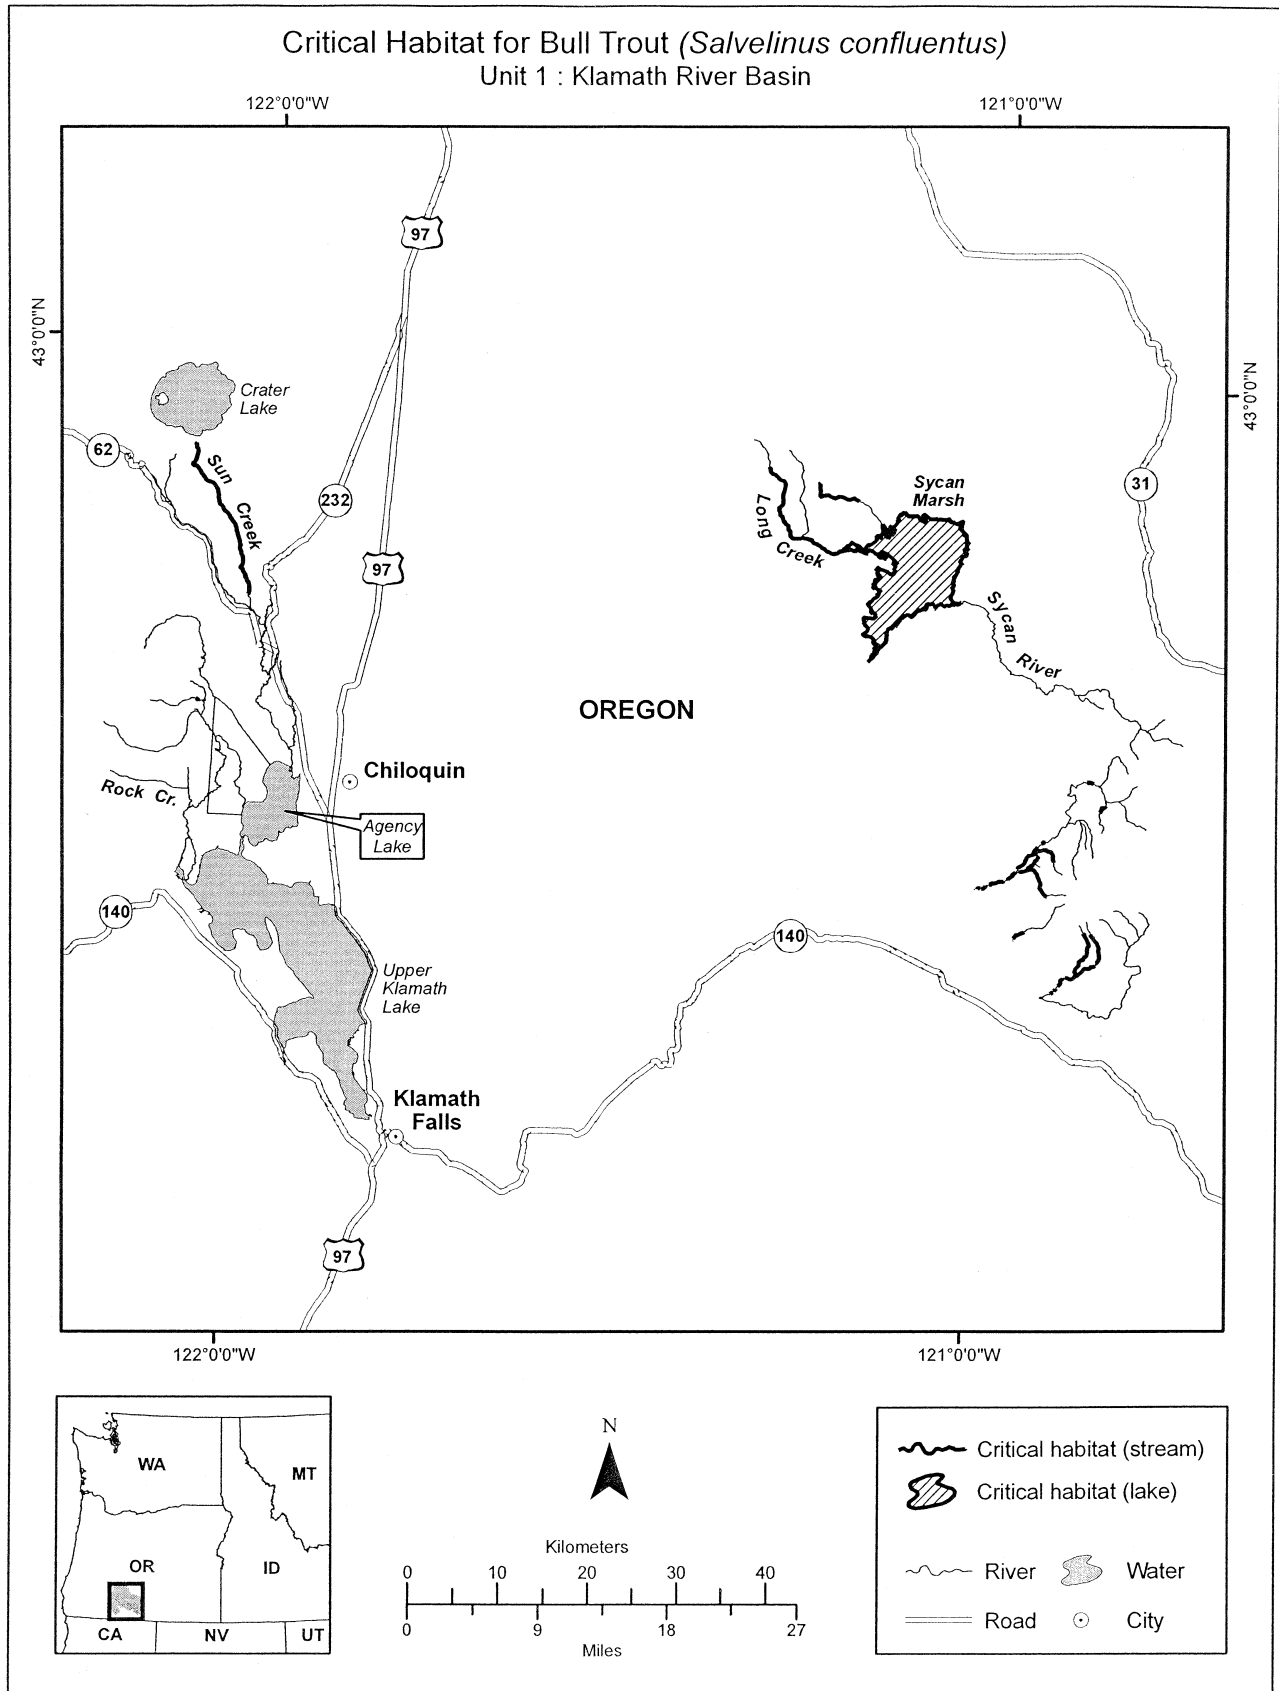 Critical Habitat for Bull Trout (Salvelinus confluentus)
Unit 1 : Klamath River Basin
122°0'0"W
121°0'0"W
97
43°0'0"N
43°0'0"N
Crater
Lake
62
Sun
Creek
232
97
31
Sycan
Marsh
Long
Creek
Sycan
River
OREGON
Chiloquin
Rock Cr.
Agency
Lake
140
140
Upper
Klamath
Lake
Klamath
Falls
97
122°0'0"W
121°0'0"W
WA
MT
OR
ID
CA
NV
UT
N
Kilometers
0 10 20 30 40
0 9 18 27
Miles
Critical habitat (stream)
Critical habitat (lake)
River
Water
Road
City